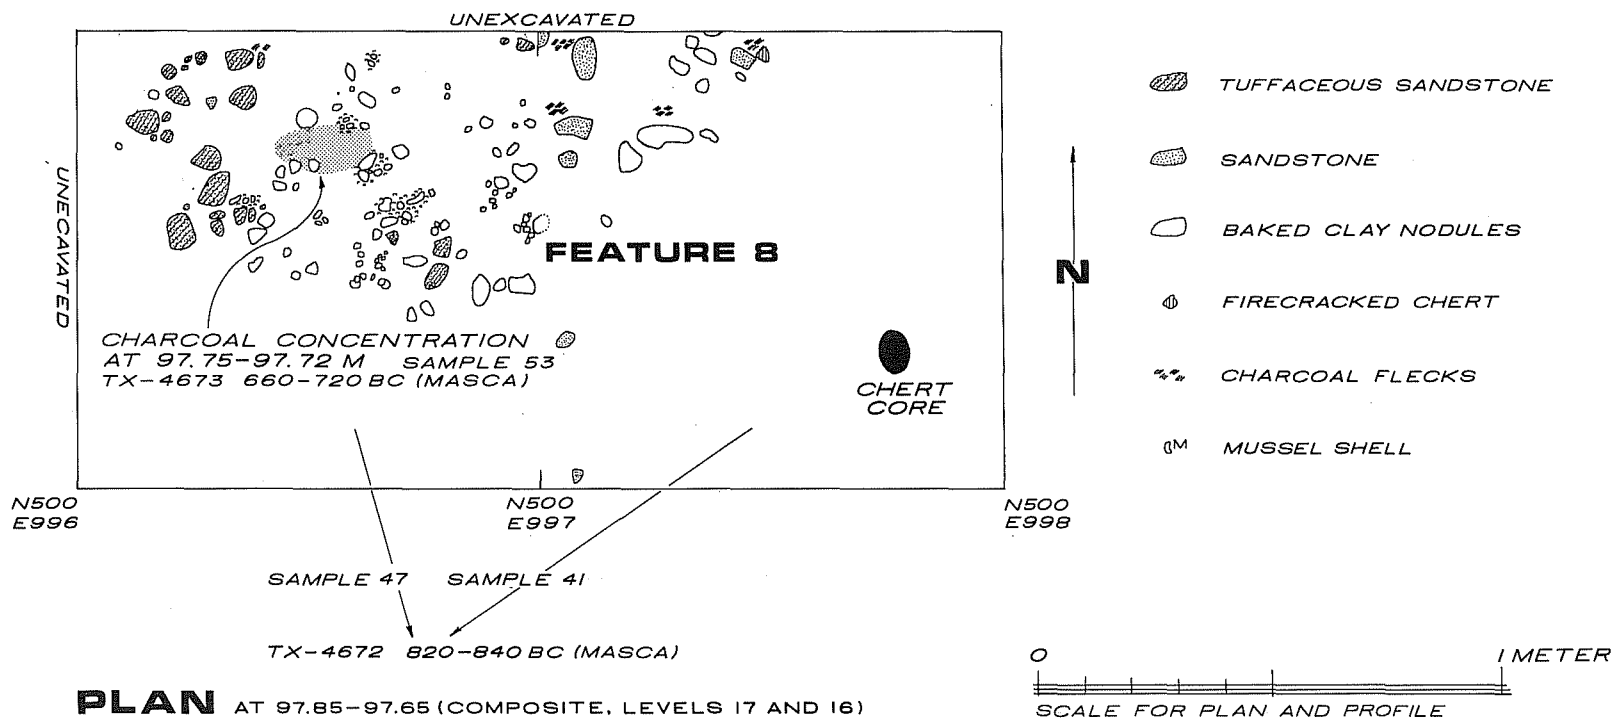 UNEXCAVATED
UNECAVATED
FEATURE 8
CHARCOAL CONCENTRATION
AT 97.75-97.72 M SAMPLE 53
TX-4673 660-720 BC (MASCA)
CHERT
CORE
N500
E996
N500
E997
N500
E998
SAMPLE 47 SAMPLE 41
TX-4672 820-840 BC (MASCA)
PLAN AT 97.85-97.65 (COMPOSITE, LEVELS 17 AND 16)
TUFFACEOUS SANDSTONE
SANDSTONE
BAKED CLAY NODULES
N
FIRECRACKED CHERT
CHARCOAL FLECKS
M MUSSEL SHELL
0 1 METER
SCALE FOR PLAN AND PROFILE